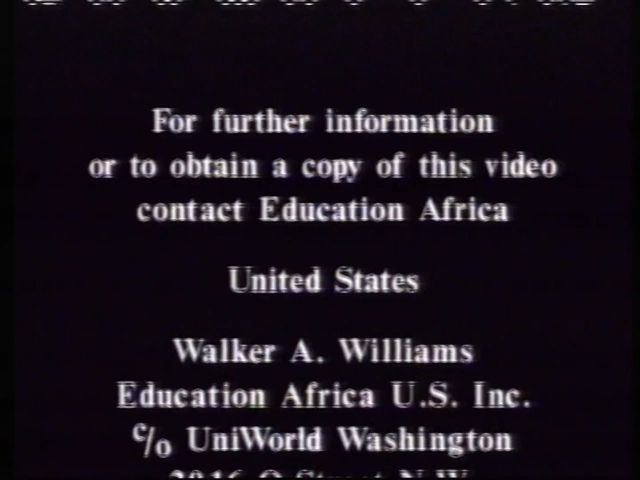 For further information
or to obtain a copy of this video
contact Education Africa
United States
Walker A. Williams
Education Africa U.S. Inc.
c/o UniWorld Washington